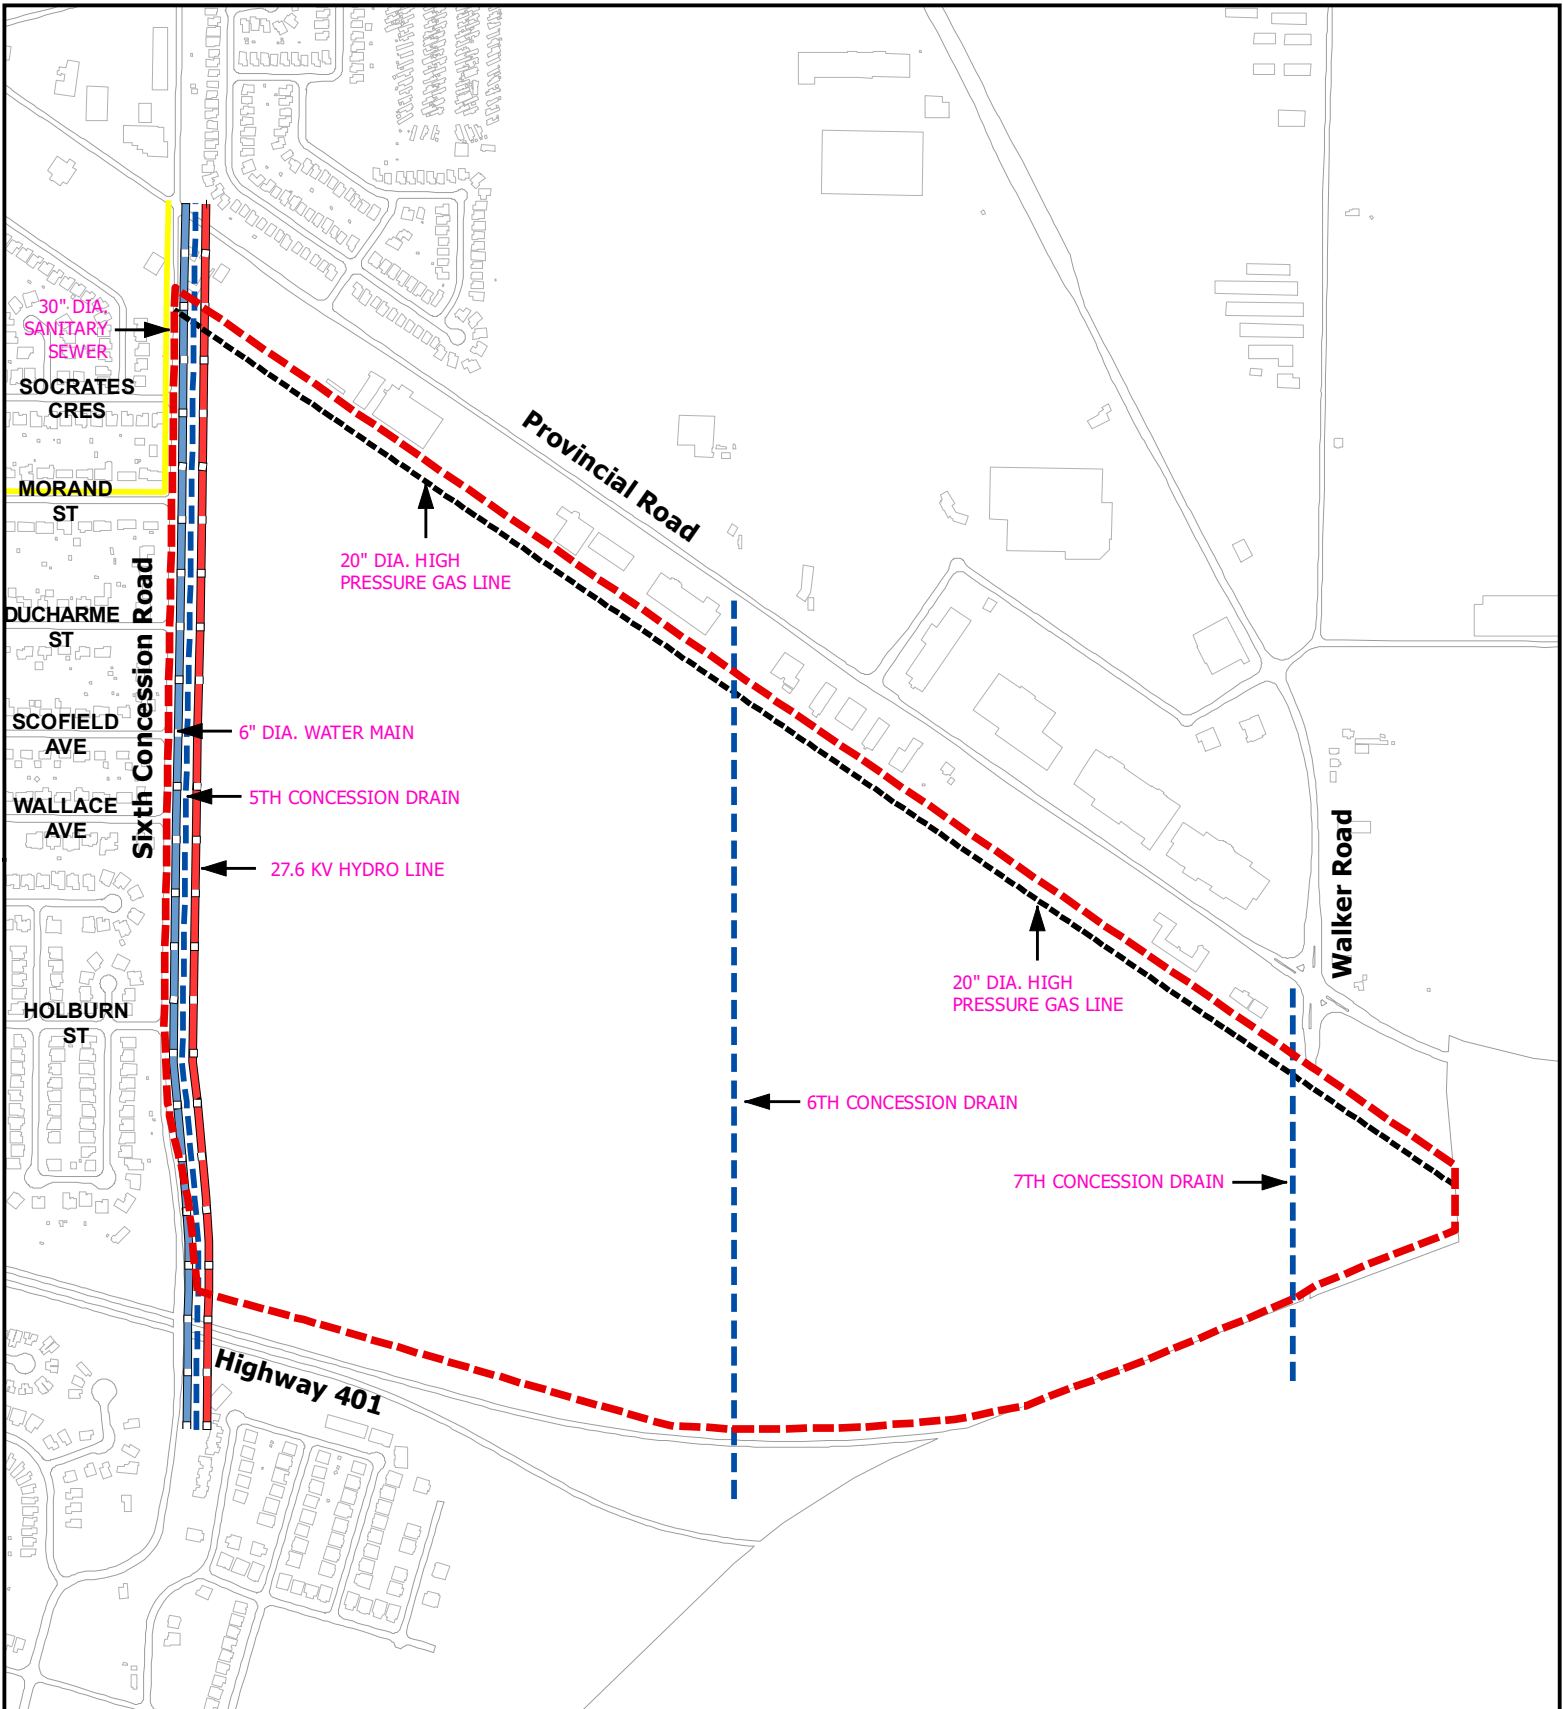 30" DIA.
SANITARY
SEWER
SOCRATES
CRES
MORAND
ST
DUCHARME
ST
SCOFIELD
AVE
WALLACE
AVE
HOLBURN
ST
Sixth Concession Road
Provincial Road
20" DIA. HIGH
PRESSURE GAS LINE
6" DIA. WATER MAIN
5TH CONCESSION DRAIN
27.6 KV HYDRO LINE
Walker Road
20" DIA. HIGH
PRESSURE GAS LINE
6TH CONCESSION DRAIN
7TH CONCESSION DRAIN
Highway 401